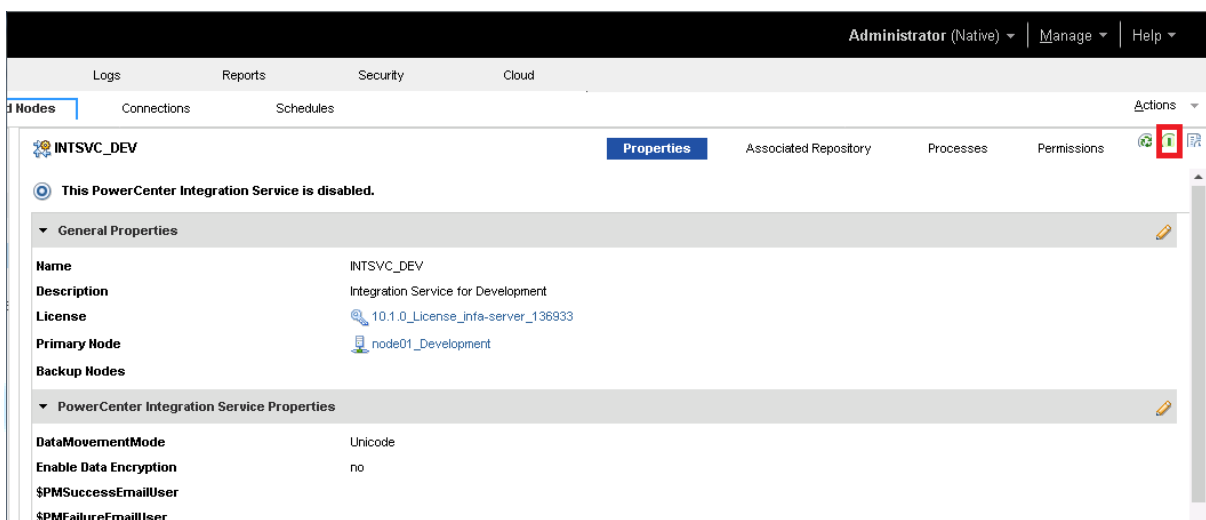 Administrator (Native) Manage Help
Logs Reports Security Cloud
d Nodes Connections Schedules Actions
INTSVC_DEV Properties Associated Repository Processes Permissions
This PowerCenter Integration Service is disabled.
General Properties
Name INTSVC_DEV
Description Integration Service for Development
License 10.1.0_License_infa-server_136933
Primary Node node01_Development
Backup Nodes
PowerCenter Integration Service Properties
DataMovementMode Unicode
Enable Data Encryption no
$PMSuccessEmailUser
$PMFailureEmailUser